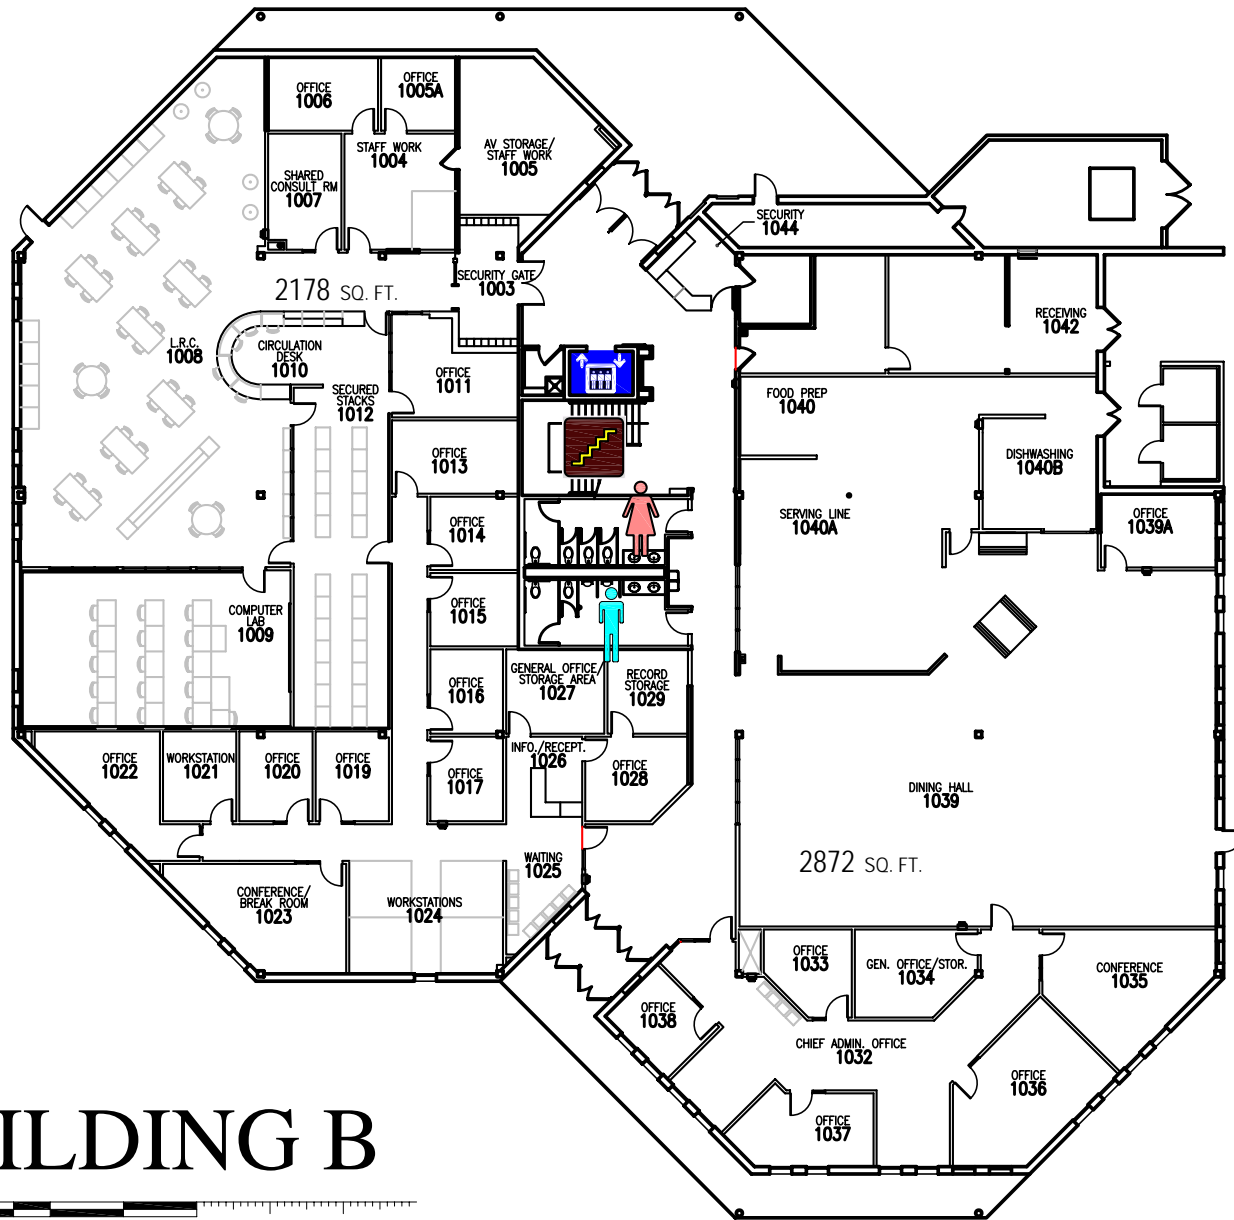 OFFICE
1006
OFFICE
1005A
STAFF WORK
1004
AV STORAGE/
STAFF WORK
1005
SHARED
CONSULT RM
1007
SECURITY
1044
SECURITY GATE
1003
2178 SQ. FT.
RECEIVING
1042
L.R.C.
1008
CIRCULATION
DESK
1010
OFFICE
1011
SECURED
STACKS
1012
FOOD PREP
1040
OFFICE
1013
DISHWASHING
1040B
SERVING LINE
1040A
OFFICE
1039A
OFFICE
1014
COMPUTER
LAB
1009
OFFICE
1015
OFFICE
1016
GENERAL OFFICE/
STORAGE AREA
1027
RECORD
STORAGE
1029
OFFICE
1022
WORKSTATION
1021
OFFICE
1020
OFFICE
1019
OFFICE
1017
INFO./RECEPT.
1026
OFFICE
1028
DINING HALL
1039
2872 SQ. FT.
WAITING
1025
CONFERENCE/
BREAK ROOM
1023
WORKSTATIONS
1024
OFFICE
1033
GEN. OFFICE/STOR.
1034
CONFERENCE
1035
OFFICE
1038
CHIEF ADMIN. OFFICE
1032
OFFICE
1036
OFFICE
1037
ILDING B